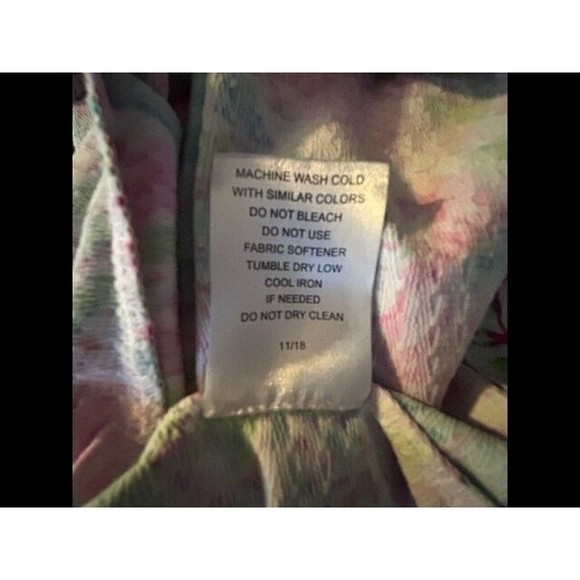 MACHINE WASH COLD
WITH SIMILAR COLORS
DO NOT BLEACH
DO NOT USE
FABRIC SOFTENER
TUMBLE DRY LOW
COOL IRON
IF NEEDED
DO NOT DRY CLEAN
11/18